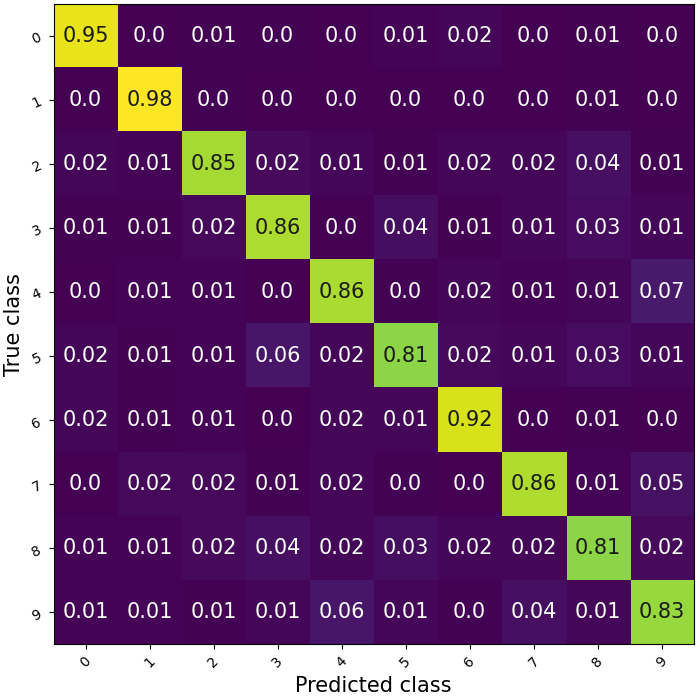 True class
0 0.95 0.0 0.01 0.0 0.0 0.01 0.02 0.0 0.01 0.0
1 0.0 0.98 0.0 0.0 0.0 0.0 0.0 0.0 0.01 0.0
2 0.02 0.01 0.85 0.02 0.01 0.01 0.02 0.02 0.04 0.01
3 0.01 0.01 0.02 0.86 0.0 0.04 0.01 0.01 0.03 0.01
4 0.0 0.01 0.01 0.0 0.86 0.0 0.02 0.01 0.01 0.07
5 0.02 0.01 0.01 0.06 0.02 0.81 0.02 0.01 0.03 0.01
6 0.02 0.01 0.01 0.0 0.02 0.01 0.92 0.0 0.01 0.0
7 0.0 0.02 0.02 0.01 0.02 0.0 0.0 0.86 0.01 0.05
8 0.01 0.01 0.02 0.04 0.02 0.03 0.02 0.02 0.81 0.02
9 0.01 0.01 0.01 0.01 0.06 0.01 0.0 0.04 0.01 0.83
0 1 2 3 4 5 6 7 8 9
Predicted class